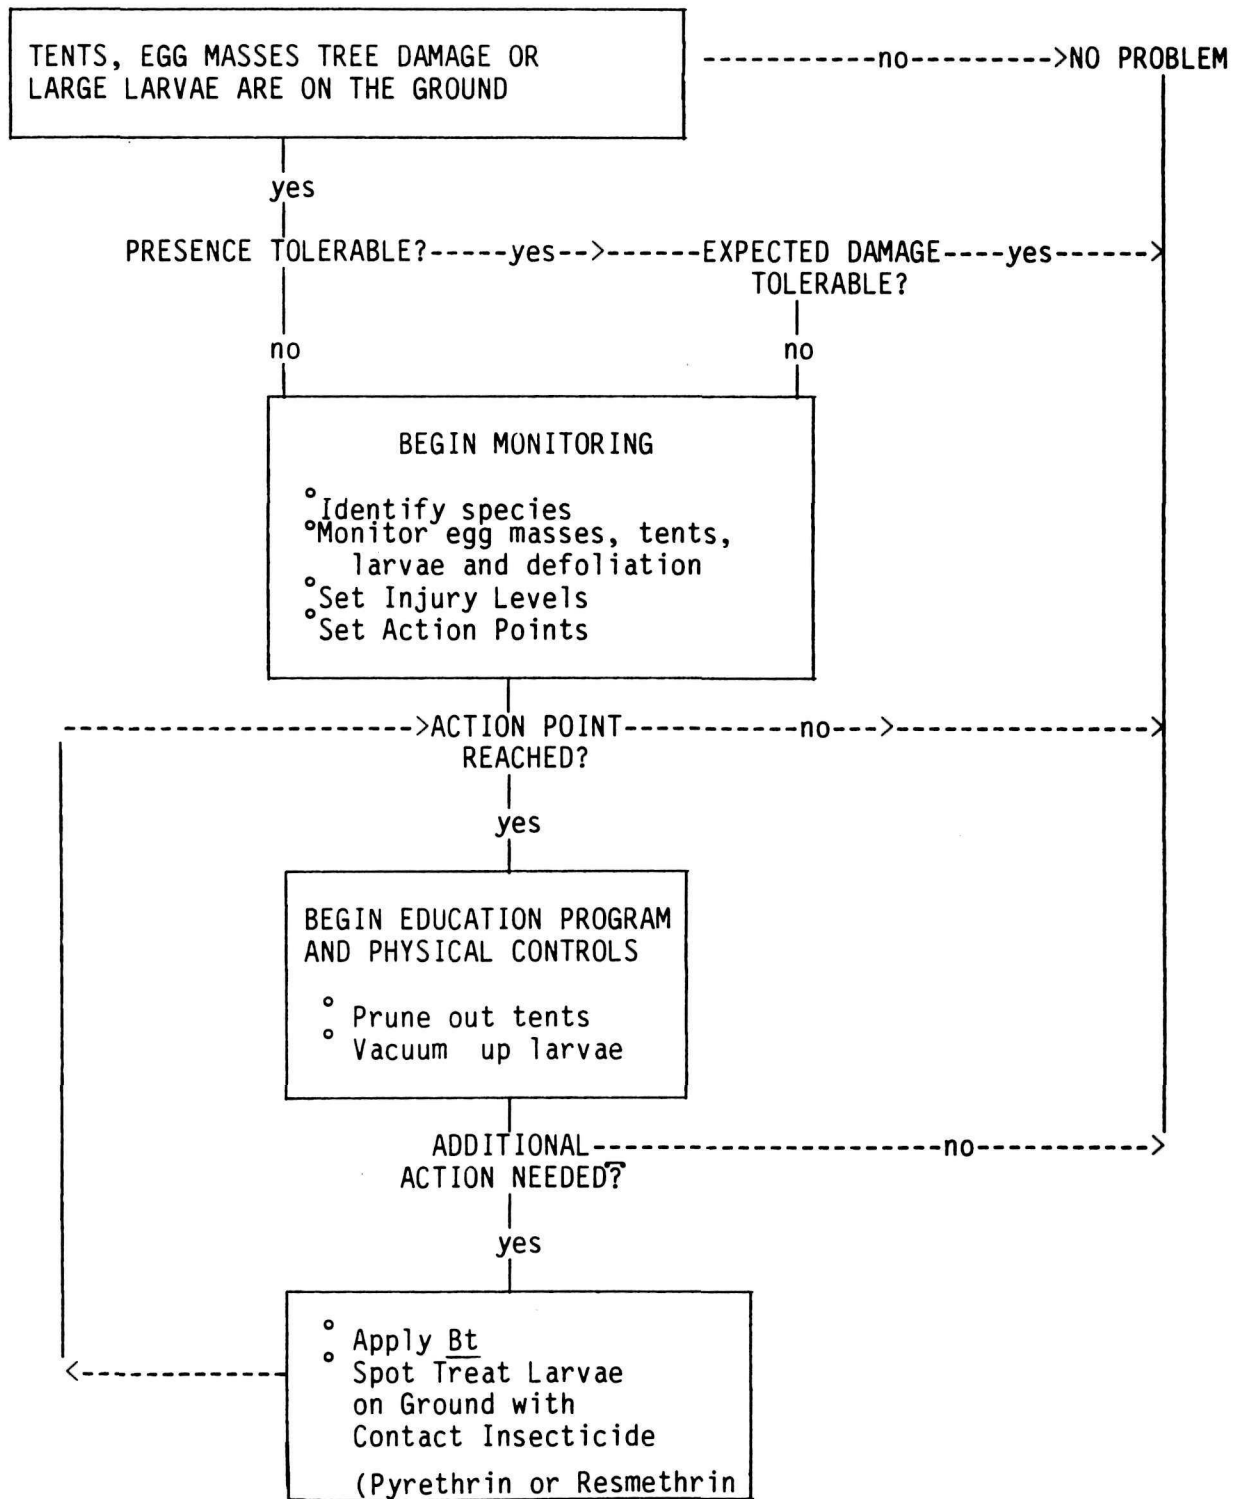 TENTS, EGG MASSES TREE DAMAGE OR
LARGE LARVAE ARE ON THE GROUND
-----------no--------->NO PROBLEM
yes
PRESENCE TOLERABLE?-----yes-->------EXPECTED DAMAGE----yes------>
TOLERABLE?
no
no
BEGIN MONITORING
°Identify species
°Monitor egg masses, tents,
larvae and defoliation
°Set Injury Levels
°Set Action Points
------------------->ACTION POINT---------no--->---------------->
REACHED?
yes
BEGIN EDUCATION PROGRAM
AND PHYSICAL CONTROLS
° Prune out tents
° Vacuum up larvae
ADDITIONAL------------------no--------->
ACTION NEEDED?
yes
° Apply Bt
° Spot Treat Larvae
<-----------
on Ground with
Contact Insecticide
(Pyrethrin or Resmethrin